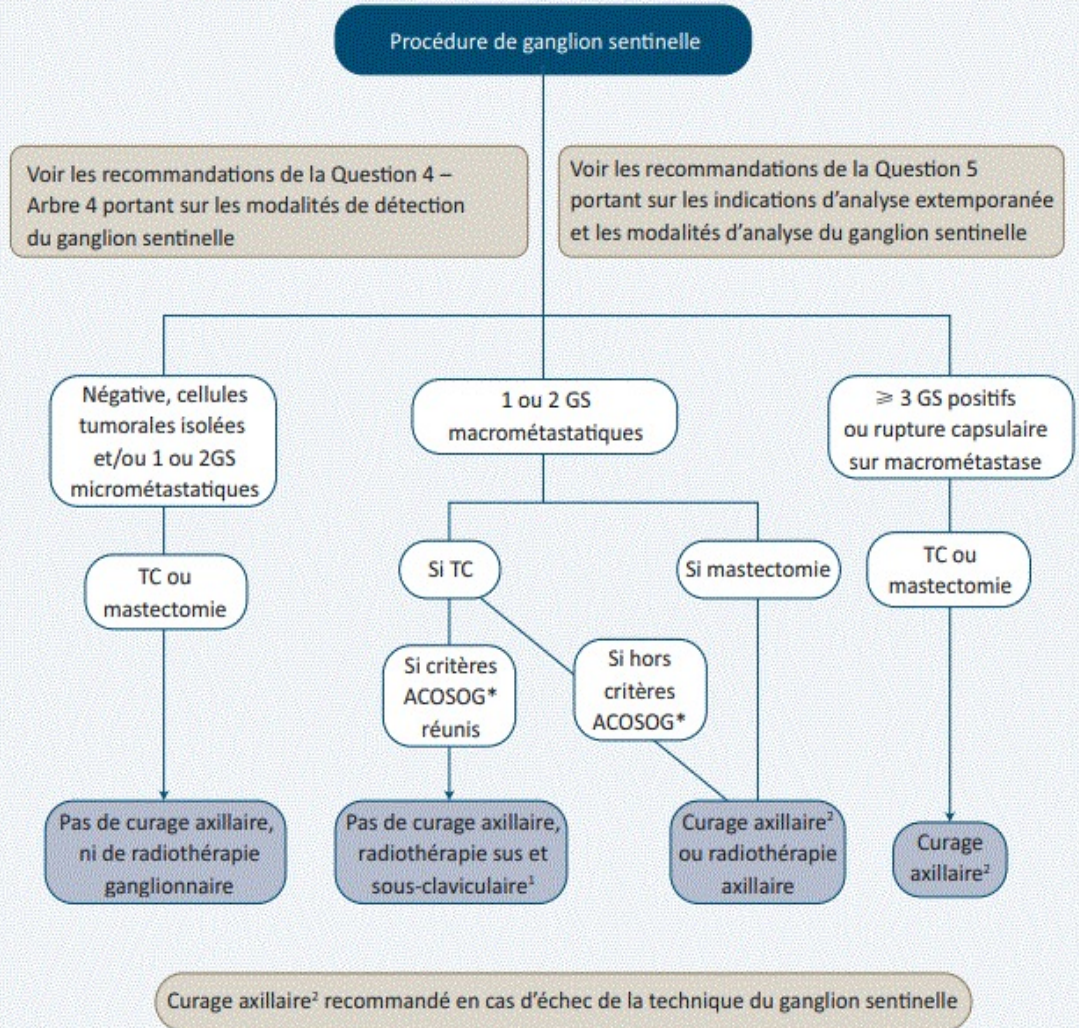 Procédure de ganglion sentinelle
Voir les recommandations de la Question 4 –
Arbre 4 portant sur les modalités de détection
du ganglion sentinelle
Voir les recommandations de la Question 5
portant sur les indications d'analyse extemporanée
et les modalités d'analyse du ganglion sentinelle
Négative, cellules
tumorales isolées
et/ou 1 ou 2GS
micrométastatiques
1 ou 2 GS
macrométastatiques
⩾ 3 GS positifs
ou rupture capsulaire
sur macrométastase
TC ou
mastectomie
Si TC
Si mastectomie
TC ou
mastectomie
Si critères
ACOSOG*
réunis
Si hors
critères
ACOSOG*
Pas de curage axillaire,
ni de radiothérapie
ganglionnaire
Pas de curage axillaire,
radiothérapie sus et
sous-claviculaire¹
Curage axillaire²
ou radiothérapie
axillaire
Curage
axillaire²
Curage axillaire² recommandé en cas d'échec de la technique du ganglion sentinelle